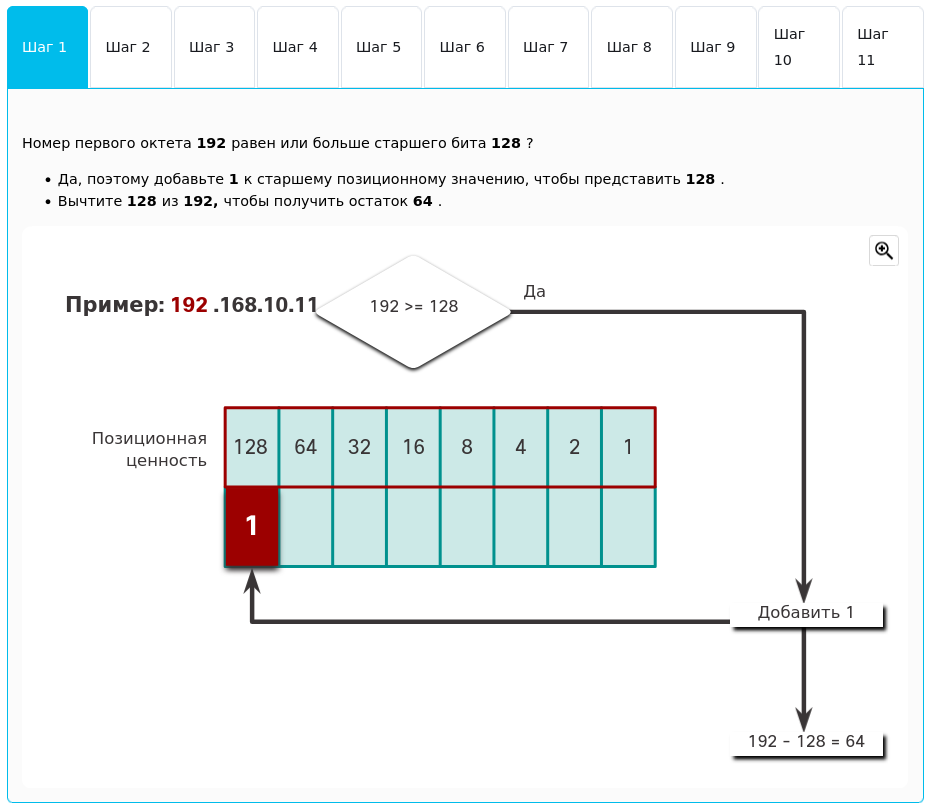 Шаг 1
Шаг 2
Шаг 3
Шаг 4
Шаг 5
Шаг 6
Шаг 7
Шаг 8
Шаг 9
Шаг
10
Шаг
11
Номер первого октета 192 равен или больше старшего бита 128 ?
• Да, поэтому добавьте 1 к старшему позиционному значению, чтобы представить 128 .
• Вычтите 128 из 192, чтобы получить остаток 64 .
Пример: 192 .168.10.11
192 >= 128
Да
Позиционная
ценность
128 64 32 16 8 4 2 1
1
Добавить 1
192 - 128 = 64